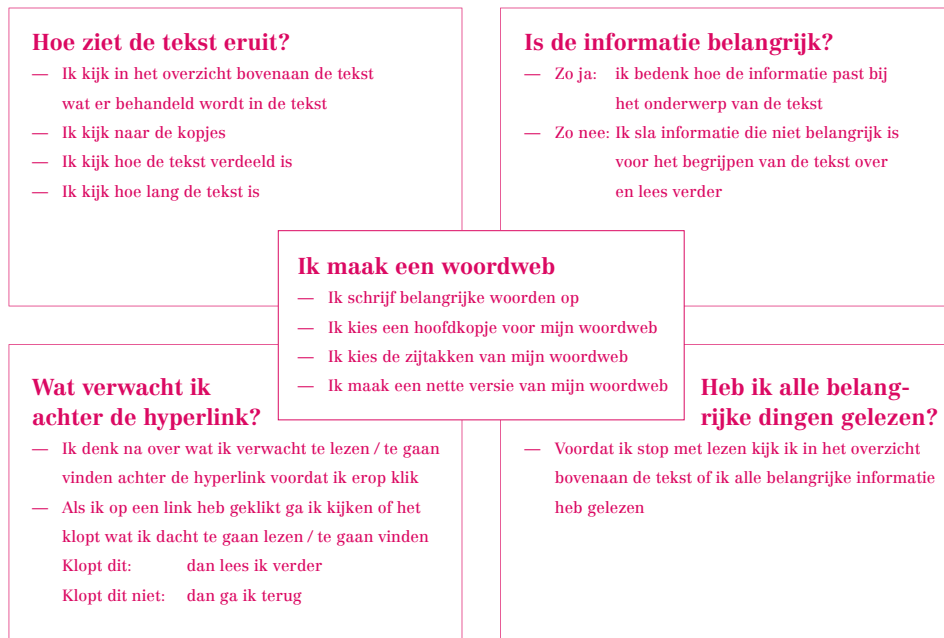 Hoe ziet de tekst eruit?
— Ik kijk in het overzicht bovenaan de tekst
wat er behandeld wordt in de tekst
— Ik kijk naar de kopjes
— Ik kijk hoe de tekst verdeeld is
— Ik kijk hoe lang de tekst is
Is de informatie belangrijk?
— Zo ja: ik bedenk hoe de informatie past bij
het onderwerp van de tekst
— Zo nee: Ik sla informatie die niet belangrijk is
voor het begrijpen van de tekst over
en lees verder
Ik maak een woordweb
— Ik schrijf belangrijke woorden op
— Ik kies een hoofdkopje voor mijn woordweb
— Ik kies de zijtakken van mijn woordweb
— Ik maak een nette versie van mijn woordweb
Wat verwacht ik
achter de hyperlink?
— Ik denk na over wat ik verwacht te lezen / te gaan
vinden achter de hyperlink voordat ik erop klik
— Als ik op een link heb geklikt ga ik kijken of het
klopt wat ik dacht te gaan lezen / te gaan vinden
Klopt dit: dan lees ik verder
Klopt dit niet: dan ga ik terug
Heb ik alle belang-
rijke dingen gelezen?
— Voordat ik stop met lezen kijk ik in het overzicht
bovenaan de tekst of ik alle belangrijke informatie
heb gelezen